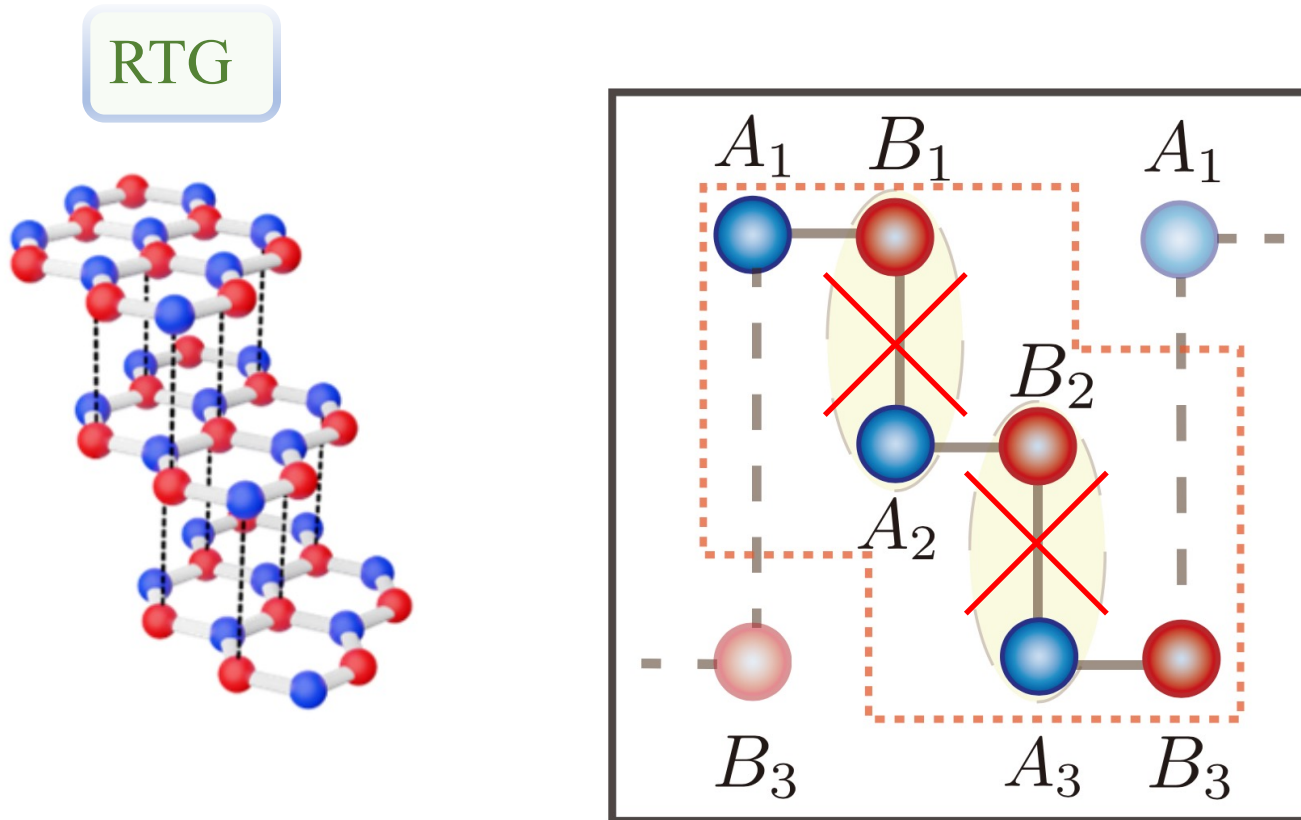 RTG
A₁ B₁ A₁
B₂
A₂
B₃ A₃ B₃